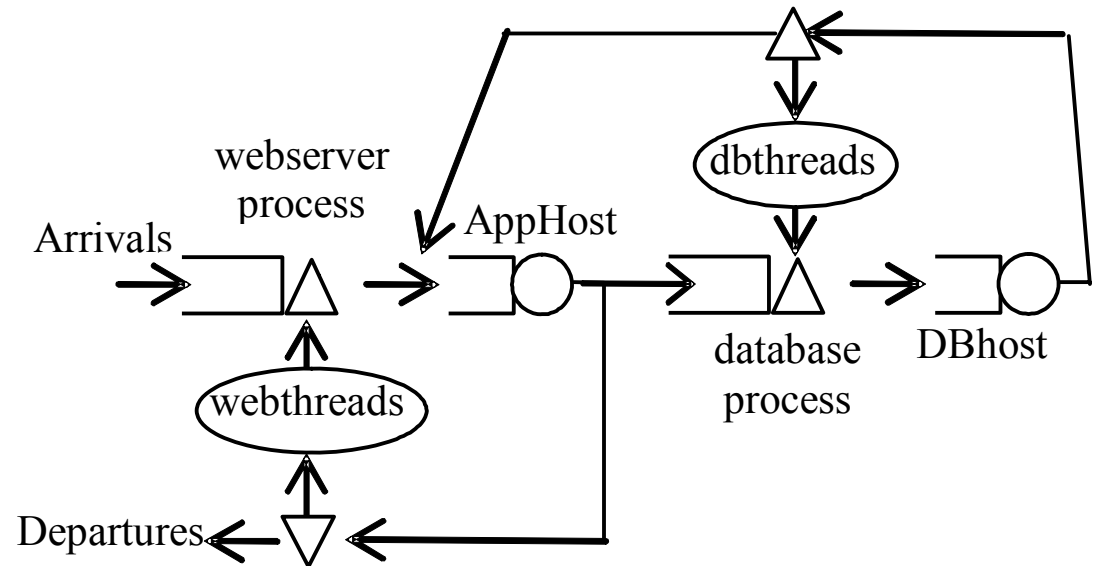 dbthreads
webserver
process
AppHost
Arrivals
database
process
DBhost
webthreads
Departures